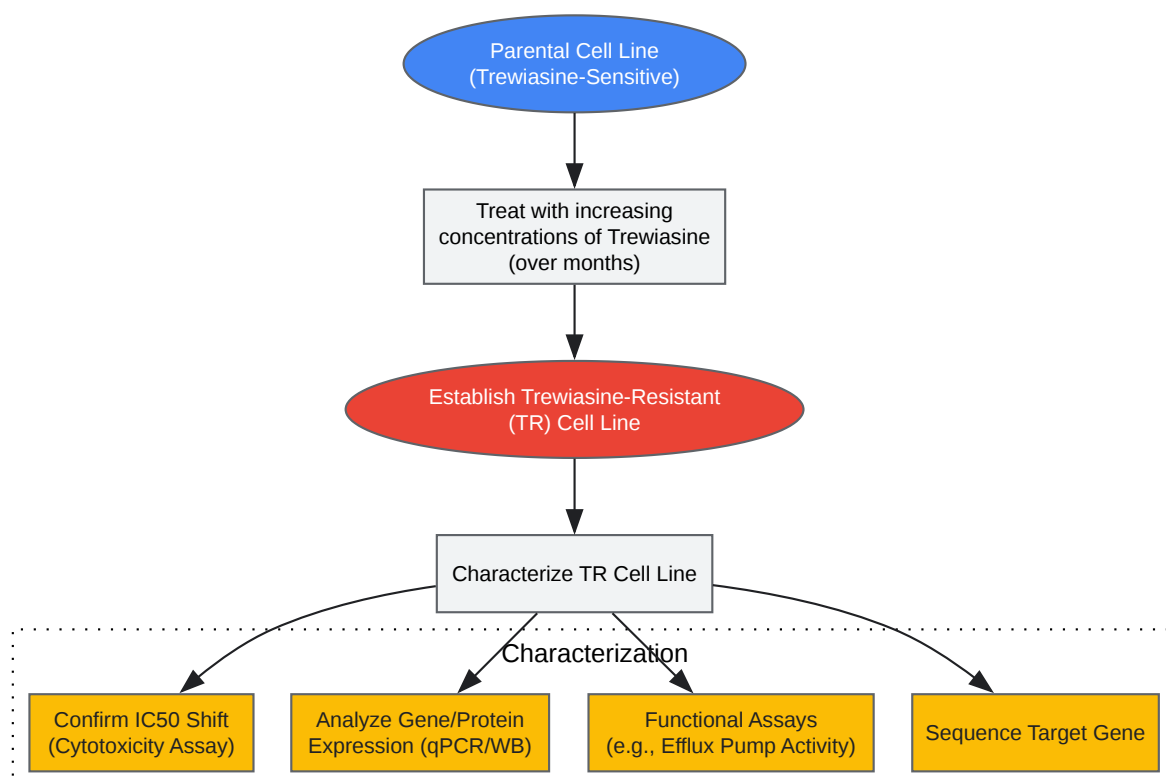 Parental Cell Line
(Trewiasine-Sensitive)
Treat with increasing
concentrations of Trewiasine
(over months)
Establish Trewiasine-Resistant
(TR) Cell Line
Characterize TR Cell Line
Characterization
Confirm IC50 Shift
(Cytotoxicity Assay)
Analyze Gene/Protein
Expression (qPCR/WB)
Functional Assays
(e.g., Efflux Pump Activity)
Sequence Target Gene